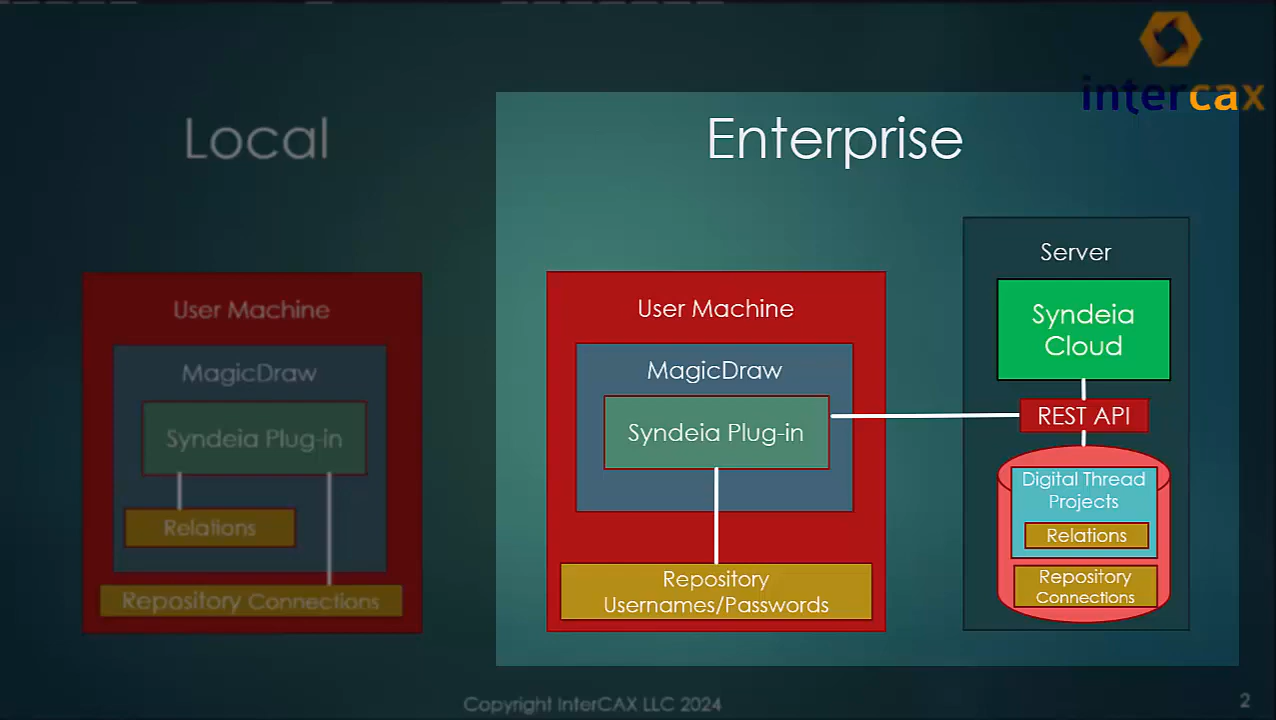 intercax
Local
Enterprise
User Machine
MagicDraw
Syndeia Plug-in
Relations
Repository Connections
User Machine
MagicDraw
Syndeia Plug-in
Repository
Usernames/Passwords
Server
Syndeia
Cloud
REST API
Digital Thread
Projects
Relations
Repository
Connections
Copyright InterCAX LLC 2024
2